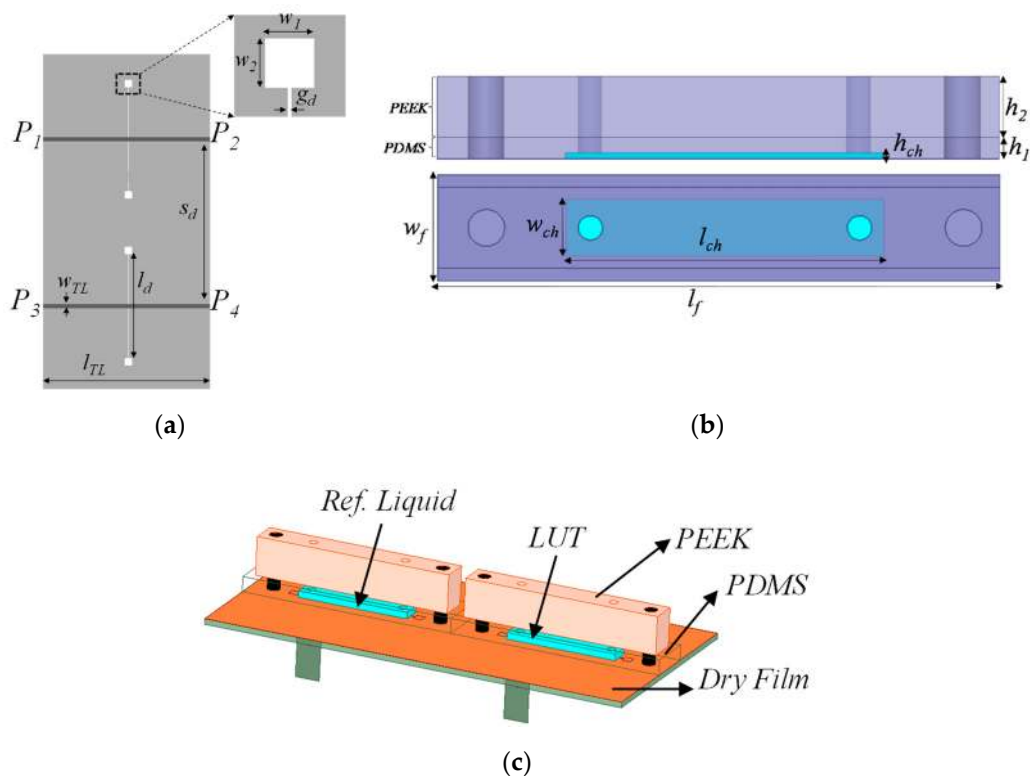 w1
w2
gd
P1
P2
sd
wTL
ld
P3
P4
lTL
(a)
PEEK
PDMS
h2
hch
h1
wf
wch
lch
lf
(b)
Ref. Liquid
LUT
PEEK
PDMS
Dry Film
(c)